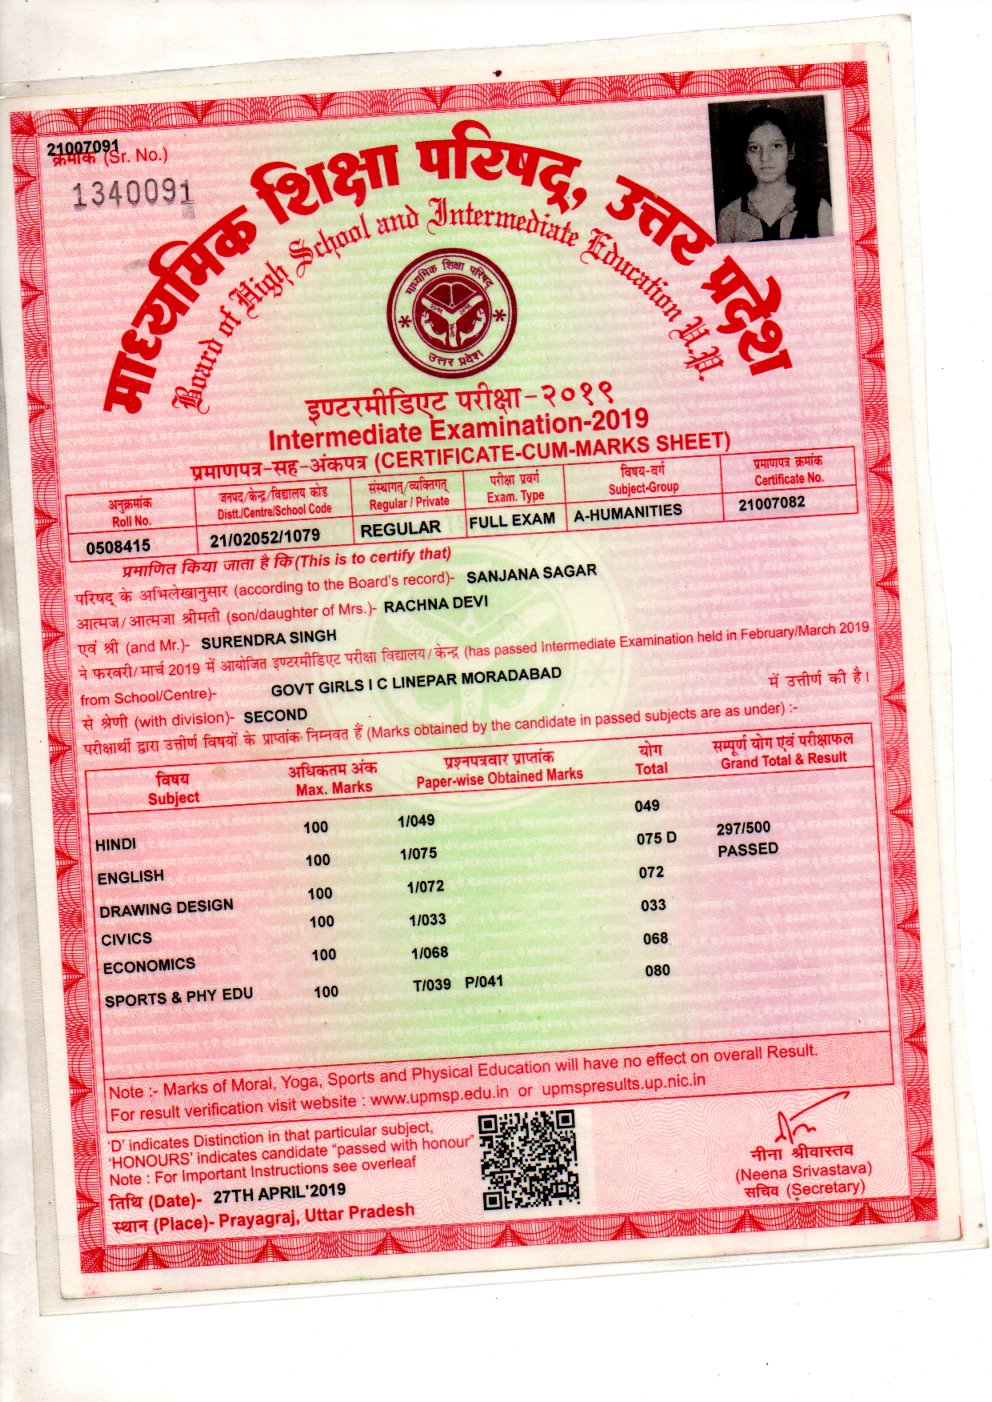 21007091
क्रमांक (Sr. No.)
1340091
माध्यमिक शिक्षा परिषद्, उत्तर प्रदेश
Board of High School and Intermediate Education U.P.
माध्यमिक शिक्षा परिषद्
उत्तर प्रदेश
इण्टरमीडिएट परीक्षा-२०१९
Intermediate Examination-2019
प्रमाणपत्र-सह-अंकपत्र (CERTIFICATE-CUM-MARKS SHEET)
अनुक्रमांक Roll No. जनपद/केन्द्र/विद्यालय कोड Distt./Centre/School Code संस्थागत्/व्यक्तिगत् Regular / Private परीक्षा प्रवर्ग Exam. Type विषय-वर्ग Subject-Group प्रमाणपत्र क्रमांक Certificate No.
0508415 21/02052/1079 REGULAR FULL EXAM A-HUMANITIES 21007082
प्रमाणित किया जाता है कि (This is to certify that)
परिषद् के अभिलेखानुसार (according to the Board's record)- SANJANA SAGAR
आत्मज/आत्मजा श्रीमती (son/daughter of Mrs.)- RACHNA DEVI
एवं श्री (and Mr.)- SURENDRA SINGH
ने फरवरी/मार्च 2019 में आयोजित इण्टरमीडिएट परीक्षा विद्यालय/केन्द्र (has passed Intermediate Examination held in February/March 2019
from School/Centre)- GOVT GIRLS I C LINEPAR MORADABAD में उत्तीर्ण की है।
से श्रेणी (with division)- SECOND
परीक्षार्थी द्वारा उत्तीर्ण विषयों के प्राप्तांक निम्नवत हैं (Marks obtained by the candidate in passed subjects are as under) :-
विषय Subject अधिकतम अंक Max. Marks प्रश्नपत्रवार प्राप्तांक Paper-wise Obtained Marks योग Total सम्पूर्ण योग एवं परीक्षाफल Grand Total & Result
HINDI 100 1/049 049 297/500
ENGLISH 100 1/075 075 D PASSED
DRAWING DESIGN 100 1/072 072
CIVICS 100 1/033 033
ECONOMICS 100 1/068 068
SPORTS & PHY EDU 100 T/039 P/041 080
Note :- Marks of Moral, Yoga, Sports and Physical Education will have no effect on overall Result.
For result verification visit website : www.upmsp.edu.in or upmspresults.up.nic.in
'D' indicates Distinction in that particular subject,
'HONOURS' indicates candidate "passed with honour"
Note : For Important Instructions see overleaf
तिथि (Date)- 27TH APRIL'2019
स्थान (Place)- Prayagraj, Uttar Pradesh
नीना श्रीवास्तव
(Neena Srivastava)
सचिव (Secretary)